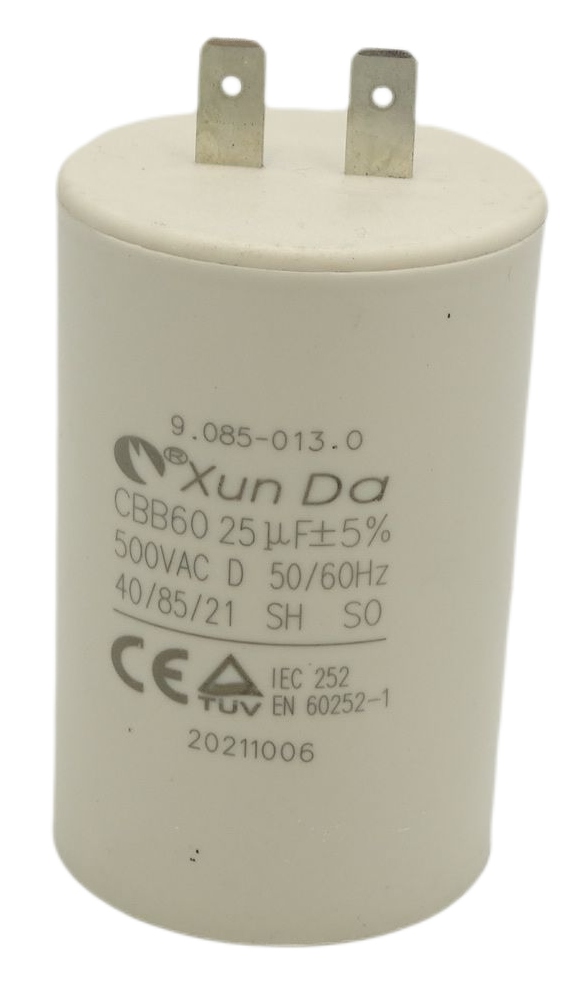 9.085-013.0
® Xun Da
CBB60 25μF±5%
500VAC D 50/60Hz
40/85/21 SH S0
CE TÜV IEC 252
EN 60252-1
20211006